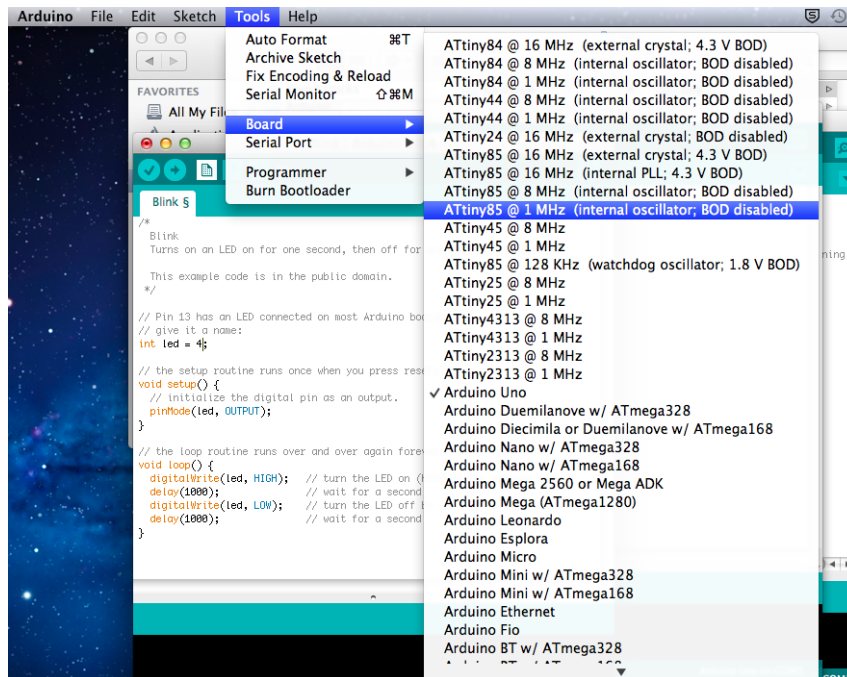 Arduino File Edit Sketch Tools Help
Auto Format ⌘T
Archive Sketch
Fix Encoding & Reload
Serial Monitor ⇧⌘M
Board
Serial Port
Programmer
Burn Bootloader
FAVORITES
All My Fil
Blink §
/*
Blink
Turns on an LED on for one second, then off for
This example code is in the public domain.
*/
// Pin 13 has an LED connected on most Arduino boa
// give it a name:
int led = 4;
// the setup routine runs once when you press rese
void setup() {
// initialize the digital pin as an output.
pinMode(led, OUTPUT);
}
// the loop routine runs over and over again forev
void loop() {
digitalWrite(led, HIGH); // turn the LED on (H
delay(1000); // wait for a second
digitalWrite(led, LOW); // turn the LED off b
delay(1000); // wait for a second
}
ATtiny84 @ 16 MHz (external crystal; 4.3 V BOD)
ATtiny84 @ 8 MHz (internal oscillator; BOD disabled)
ATtiny84 @ 1 MHz (internal oscillator; BOD disabled)
ATtiny44 @ 8 MHz (internal oscillator; BOD disabled)
ATtiny44 @ 1 MHz (internal oscillator; BOD disabled)
ATtiny24 @ 16 MHz (external crystal; BOD disabled)
ATtiny85 @ 16 MHz (external crystal; 4.3 V BOD)
ATtiny85 @ 16 MHz (internal PLL; 4.3 V BOD)
ATtiny85 @ 8 MHz (internal oscillator; BOD disabled)
ATtiny85 @ 1 MHz (internal oscillator; BOD disabled)
ATtiny45 @ 8 MHz
ATtiny45 @ 1 MHz
ATtiny85 @ 128 KHz (watchdog oscillator; 1.8 V BOD)
ATtiny25 @ 8 MHz
ATtiny25 @ 1 MHz
ATtiny4313 @ 8 MHz
ATtiny4313 @ 1 MHz
ATtiny2313 @ 8 MHz
ATtiny2313 @ 1 MHz
✓ Arduino Uno
Arduino Duemilanove w/ ATmega328
Arduino Diecimila or Duemilanove w/ ATmega168
Arduino Nano w/ ATmega328
Arduino Nano w/ ATmega168
Arduino Mega 2560 or Mega ADK
Arduino Mega (ATmega1280)
Arduino Leonardo
Arduino Esplora
Arduino Micro
Arduino Mini w/ ATmega328
Arduino Mini w/ ATmega168
Arduino Ethernet
Arduino Fio
Arduino BT w/ ATmega328
ning